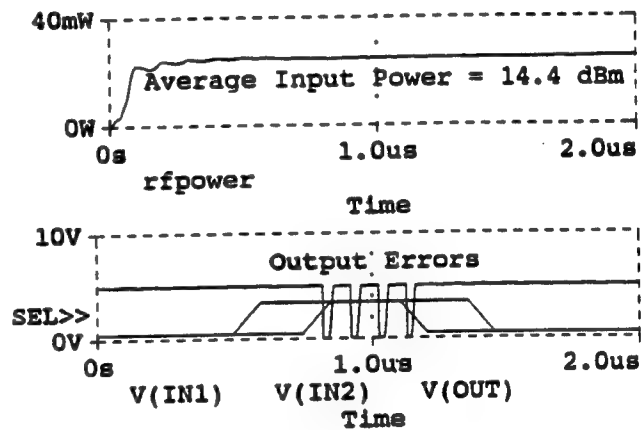 40mW
Average Input Power = 14.4 dBm
0W
0s 1.0us 2.0us
rfpower
Time
10V
Output Errors
SEL>>
0V
0s 1.0us 2.0us
V(IN1) V(IN2) V(OUT)
Time